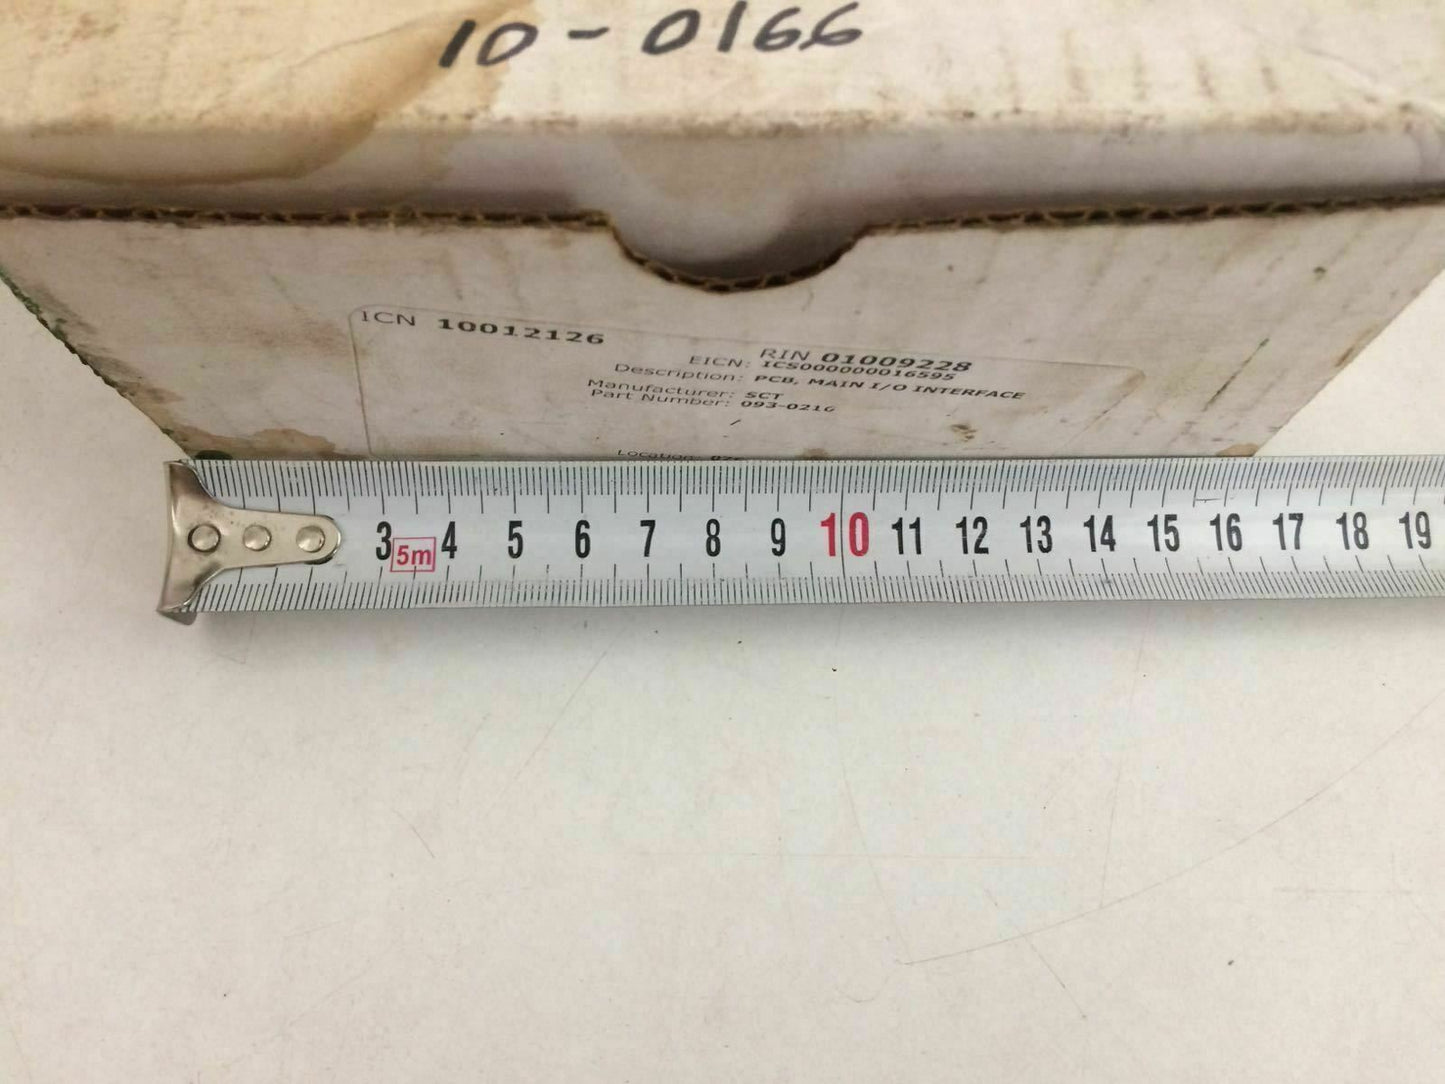 10-0166
ICN 10012126
RIN 01009228
EICN: ICS000000016595
Description: PCB, MAIN I/O INTERFACE
Manufacturer: SCT
Part Number: 093-0216
Location:
3 5m 4 5 6 7 8 9 10 11 12 13 14 15 16 17 18 19